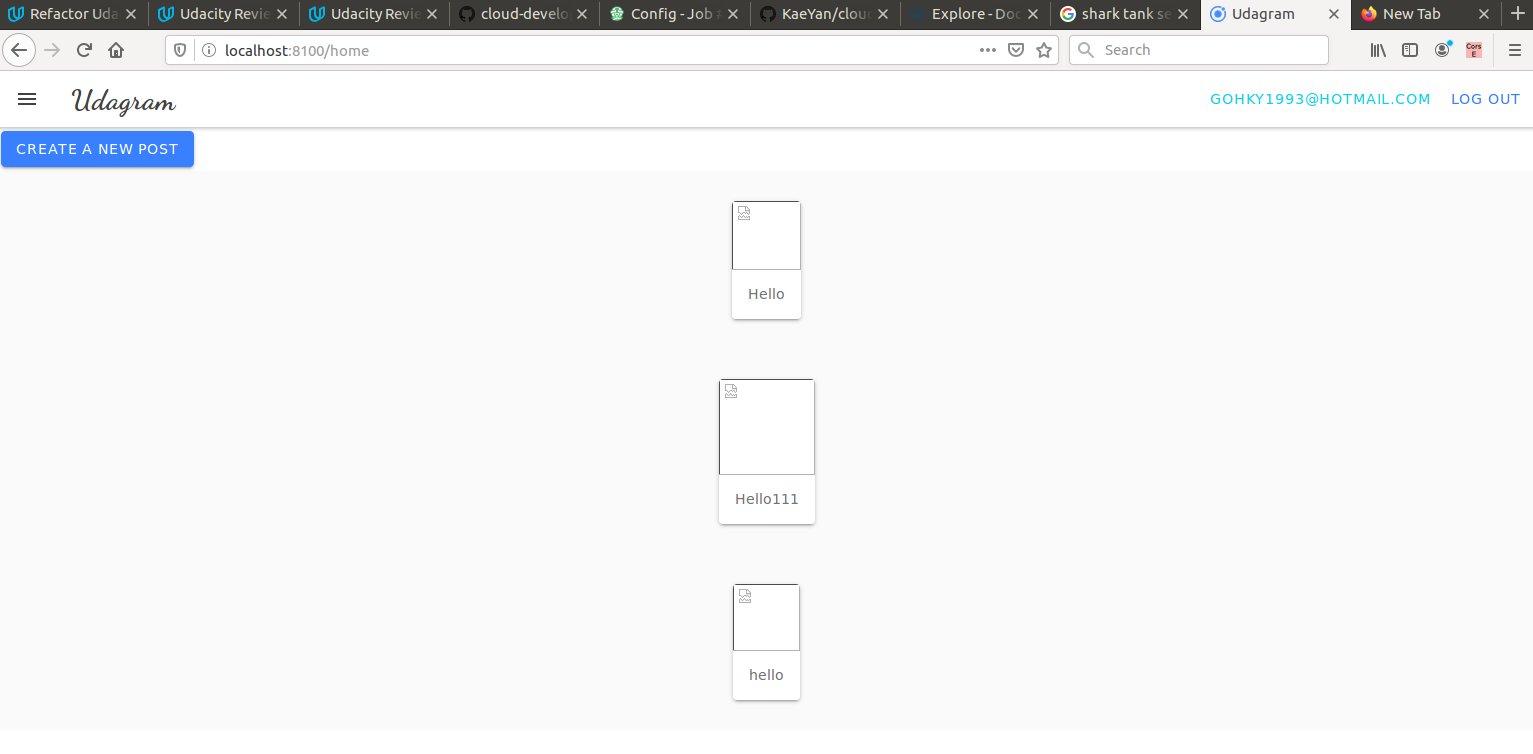 Refactor Uda
Udacity Revie
Udacity Revie
cloud-develo
Config - Job #
KaeYan/clou
Explore - Doc
shark tank se
Udagram
New Tab
localhost:8100/home
Search
Cors
E
Udagram
GOHKY1993@HOTMAIL.COM
LOG OUT
CREATE A NEW POST
Hello
Hello111
hello